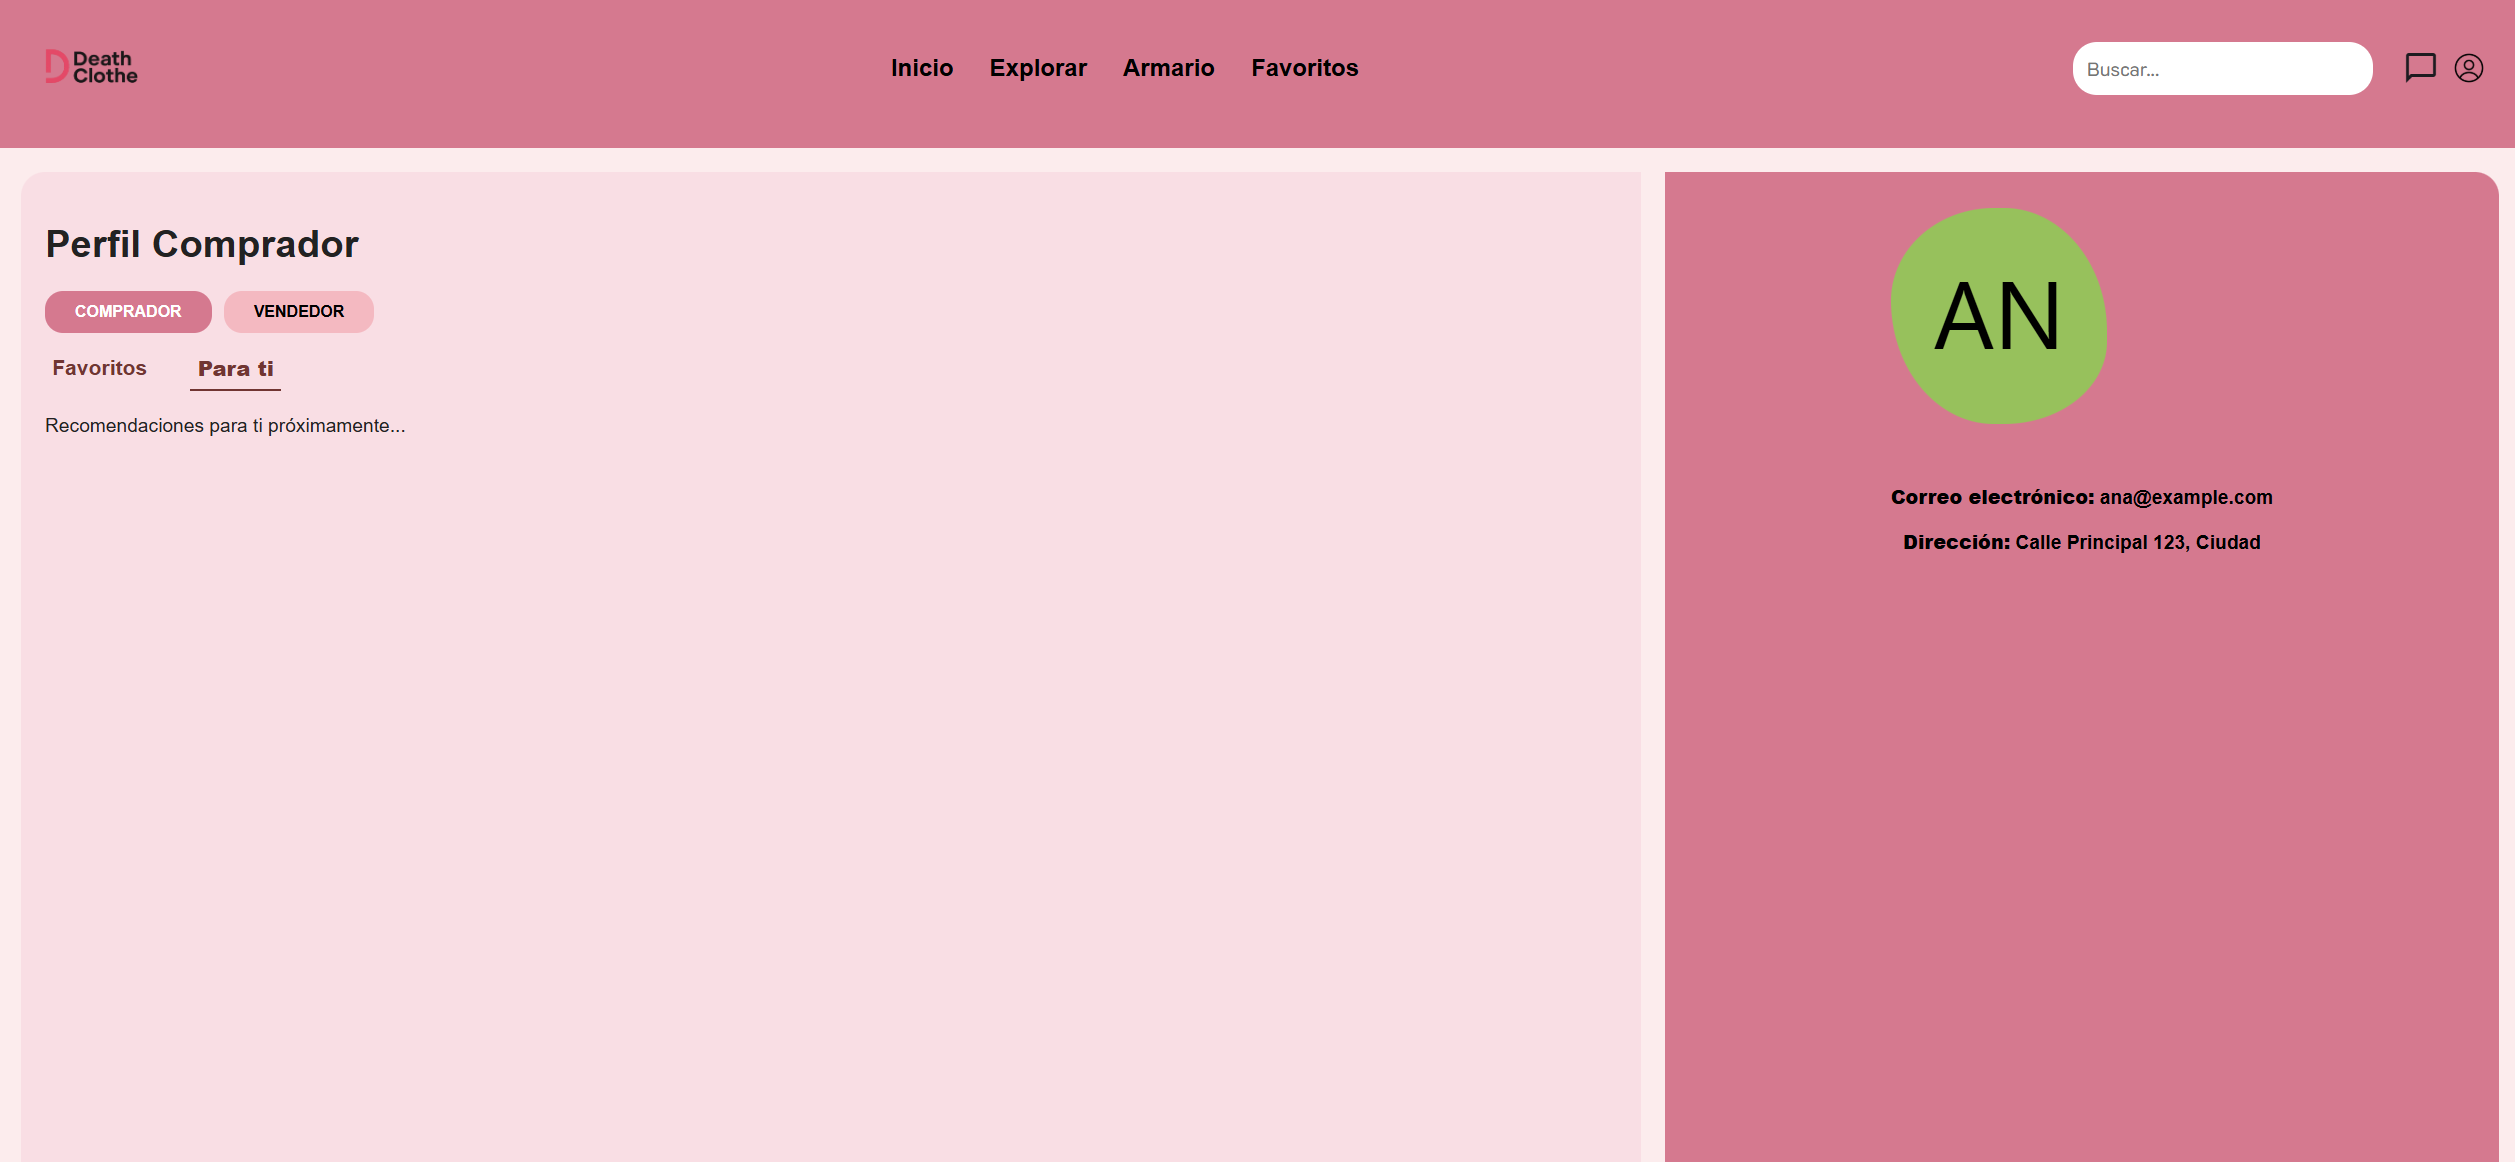 Death
Clothe
Inicio Explorar Armario Favoritos
Buscar...
Perfil Comprador
COMPRADOR VENDEDOR
Favoritos Para ti
Recomendaciones para ti próximamente...
AN
Correo electrónico: ana@example.com
Dirección: Calle Principal 123, Ciudad